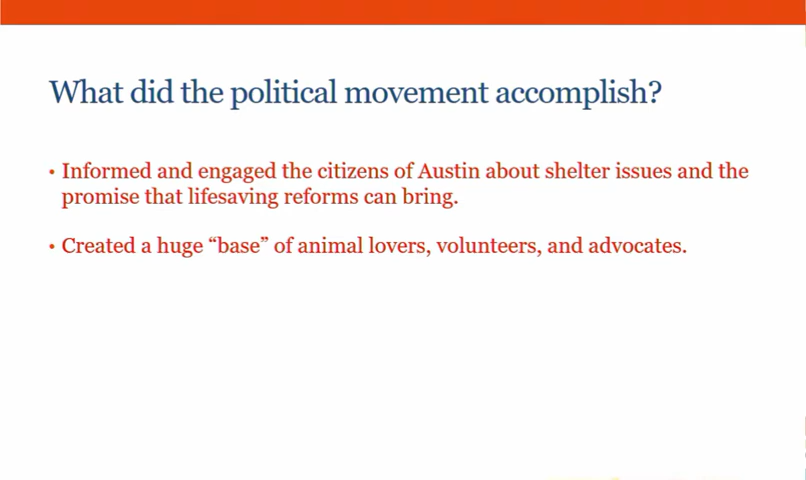 What did the political movement accomplish?
• Informed and engaged the citizens of Austin about shelter issues and the
promise that lifesaving reforms can bring.
• Created a huge “base” of animal lovers, volunteers, and advocates.